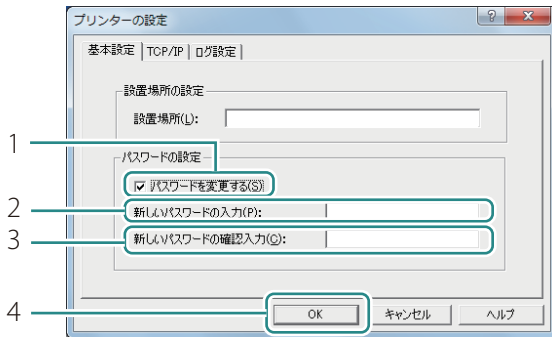 プリンターの設定
基本設定 TCP/IP ログ設定
設置場所の設定
設置場所(L):
1
パスワードの設定
パスワードを変更する(S)
2 新しいパスワードの入力(P):
3 新しいパスワードの確認入力(C):
4 OK キャンセル ヘルプ